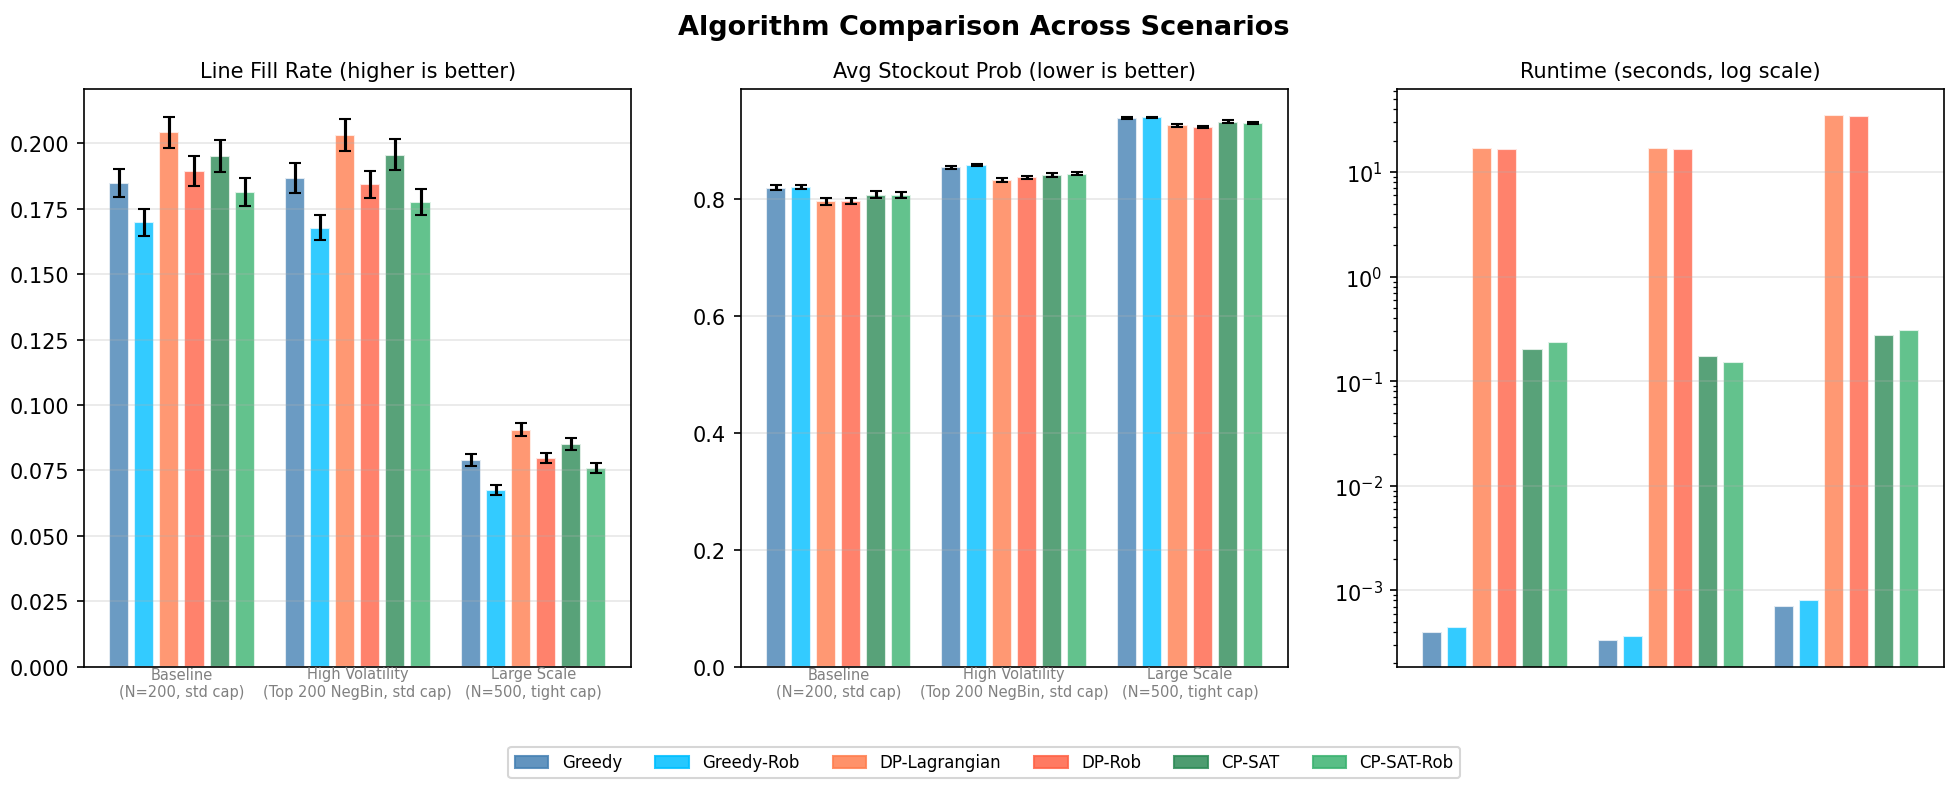 Algorithm Comparison Across Scenarios
Line Fill Rate (higher is better)
0.200
0.175
0.150
0.125
0.100
0.075
0.050
0.025
0.000
Baseline
(N=200, std cap)
High Volatility
(Top 200 NegBin, std cap)
Large Scale
(N=500, tight cap)
Avg Stockout Prob (lower is better)
0.8
0.6
0.4
0.2
0.0
Baseline
(N=200, std cap)
High Volatility
(Top 200 NegBin, std cap)
Large Scale
(N=500, tight cap)
Runtime (seconds, log scale)
10¹
10⁰
10⁻¹
10⁻²
10⁻³
Greedy Greedy-Rob DP-Lagrangian DP-Rob CP-SAT CP-SAT-Rob